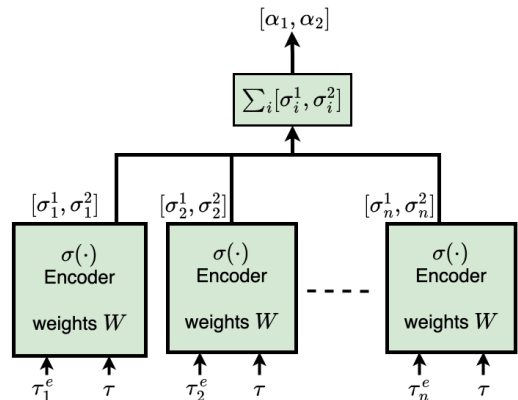 [α₁, α₂]
∑ᵢ[σᵢ¹, σᵢ²]
[σ₁¹, σ₁²] [σ₂¹, σ₂²] [σₙ¹, σₙ²]
σ(·) σ(·) σ(·)
Encoder Encoder Encoder
weights W weights W weights W
τ₁ᵉ τ τ₂ᵉ τ τₙᵉ τ